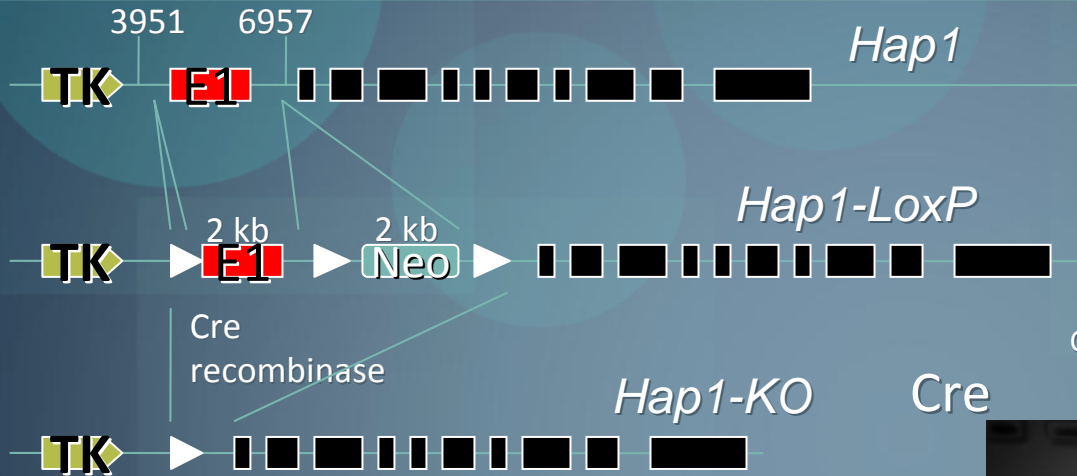 3951 6957
Hap1
TK E1
Hap1-LoxP
2 kb 2 kb
TK E1 Neo
Cre
recombinase
Hap1-KO Cre
TK